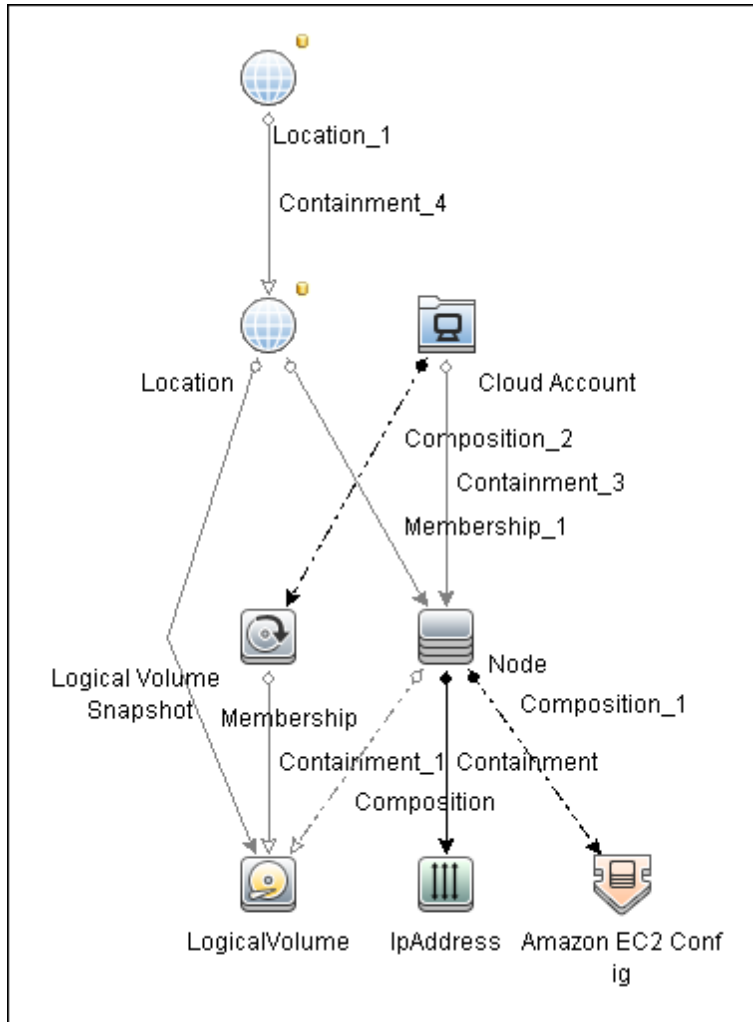 Location_1
Containment_4
Location
Cloud Account
Composition_2
Containment_3
Membership_1
Node
Logical Volume
Snapshot
Membership
Composition_1
Containment_1
Containment
Composition
LogicalVolume
IpAddress
Amazon EC2 Conf
ig